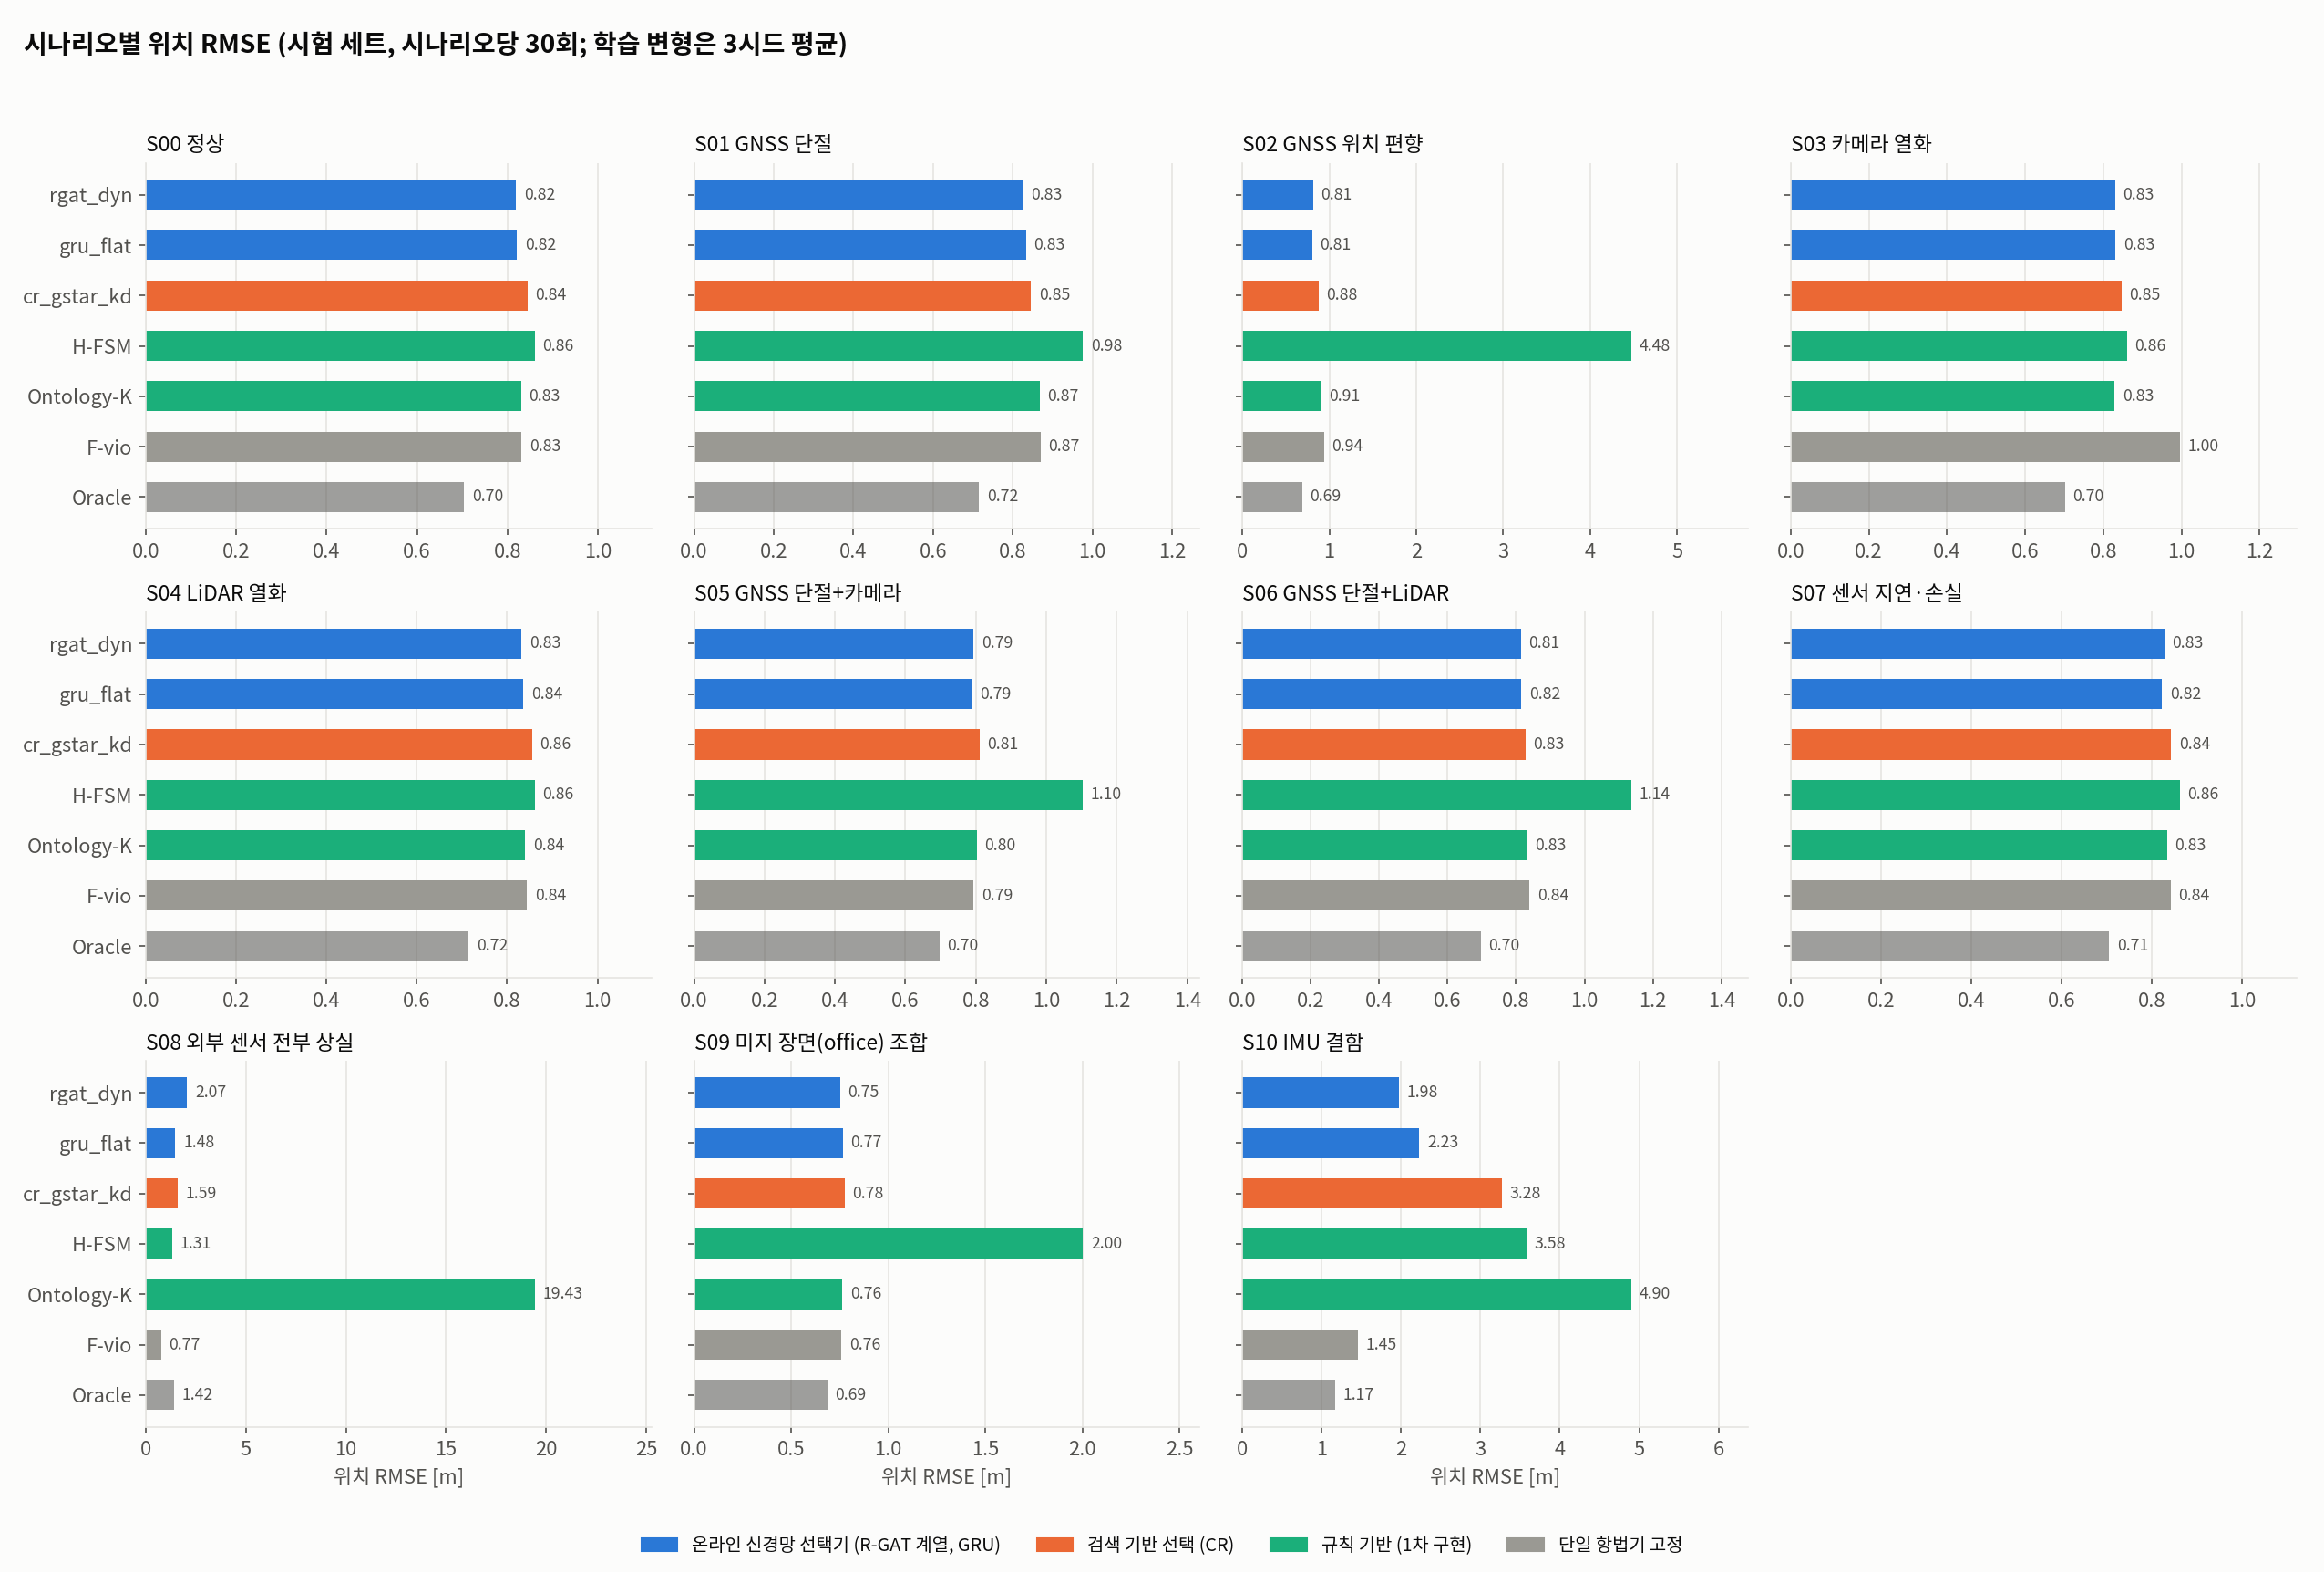 시나리오별 위치 RMSE (시험 세트, 시나리오당 30회; 학습 변형은 3시드 평균)
S00 정상
rgat_dyn 0.82
gru_flat 0.82
cr_gstar_kd 0.84
H-FSM 0.86
Ontology-K 0.83
F-vio 0.83
Oracle 0.70
0.0 0.2 0.4 0.6 0.8 1.0
S01 GNSS 단절
0.83
0.83
0.85
0.98
0.87
0.87
0.72
0.0 0.2 0.4 0.6 0.8 1.0 1.2
S02 GNSS 위치 편향
0.81
0.81
0.88
4.48
0.91
0.94
0.69
0 1 2 3 4 5
S03 카메라 열화
0.83
0.83
0.85
0.86
0.83
1.00
0.70
0.0 0.2 0.4 0.6 0.8 1.0 1.2
S04 LiDAR 열화
rgat_dyn 0.83
gru_flat 0.84
cr_gstar_kd 0.86
H-FSM 0.86
Ontology-K 0.84
F-vio 0.84
Oracle 0.72
0.0 0.2 0.4 0.6 0.8 1.0
S05 GNSS 단절+카메라
0.79
0.79
0.81
1.10
0.80
0.79
0.70
0.0 0.2 0.4 0.6 0.8 1.0 1.2 1.4
S06 GNSS 단절+LiDAR
0.81
0.82
0.83
1.14
0.83
0.84
0.70
0.0 0.2 0.4 0.6 0.8 1.0 1.2 1.4
S07 센서 지연·손실
0.83
0.82
0.84
0.86
0.83
0.84
0.71
0.0 0.2 0.4 0.6 0.8 1.0
S08 외부 센서 전부 상실
rgat_dyn 2.07
gru_flat 1.48
cr_gstar_kd 1.59
H-FSM 1.31
Ontology-K 19.43
F-vio 0.77
Oracle 1.42
0 5 10 15 20 25
위치 RMSE [m]
S09 미지 장면(office) 조합
0.75
0.77
0.78
2.00
0.76
0.76
0.69
0.0 0.5 1.0 1.5 2.0 2.5
위치 RMSE [m]
S10 IMU 결함
1.98
2.23
3.28
3.58
4.90
1.45
1.17
0 1 2 3 4 5 6
위치 RMSE [m]
온라인 신경망 선택기 (R-GAT 계열, GRU) 검색 기반 선택 (CR) 규칙 기반 (1차 구현) 단일 항법기 고정